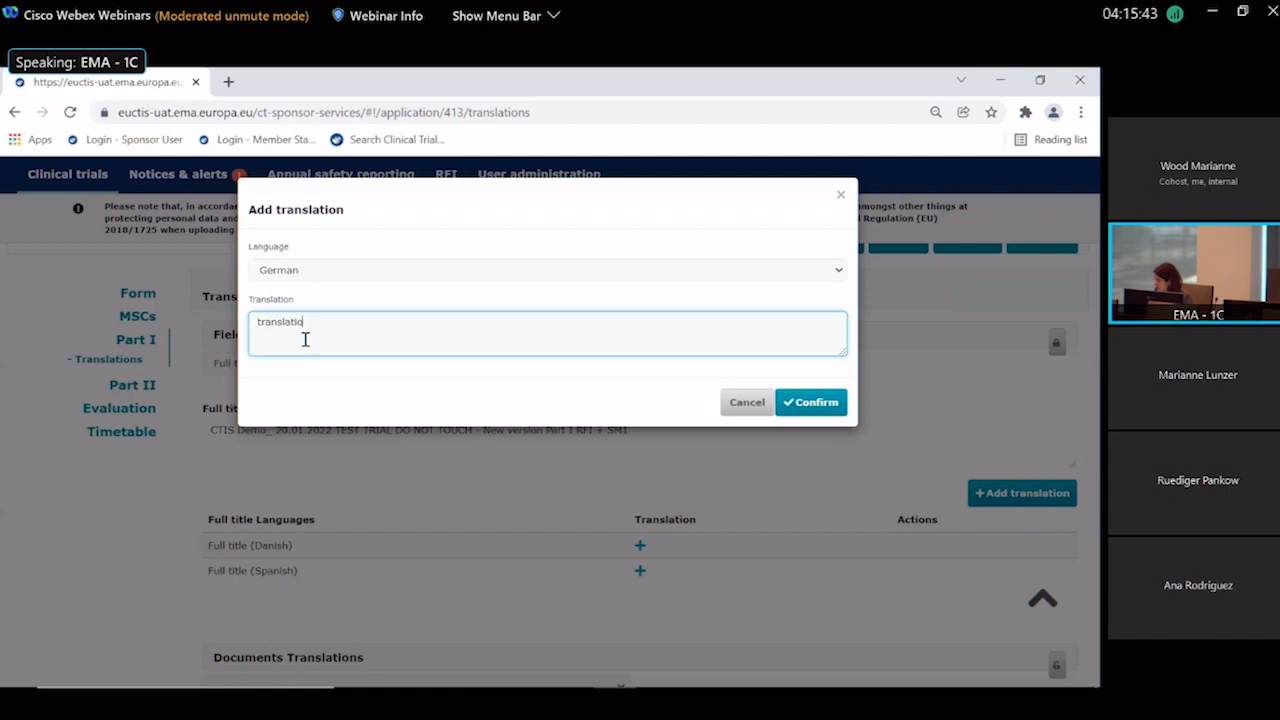 Cisco Webex Webinars (Moderated unmute mode) Webinar Info Show Menu Bar 04:15:43
Speaking: EMA - 1C
https://euctis-uat.ema.europa.eu
euctis-uat.ema.europa.eu/ct-sponsor-services/#!/application/413/translations
Apps Login - Sponsor User Login - Member Sta... Search Clinical Trial... Reading list
Clinical trials Notices & alerts Annual safety reporting RFI User administration
Please note that, in accordan amongst other things at
protecting personal data and Regulation (EU)
2018/1725 when uploading
Add translation
Language
German
Translation
translatio
Cancel Confirm
Form
MSCs
Part I
- Translations
Part II
Evaluation
Timetable
Trans
Field
Full t
Full titl
CTIS Demo_ 20.01.2022 TEST TRIAL DO NOT TOUCH - New version Part I RFI + SM1
+Add translation
Full title Languages Translation Actions
Full title (Danish) +
Full title (Spanish) +
Documents Translations
Wood Marianne
Cohost, me, internal
EMA - 1C
Marianne Lunzer
Ruediger Pankow
Ana Rodriguez